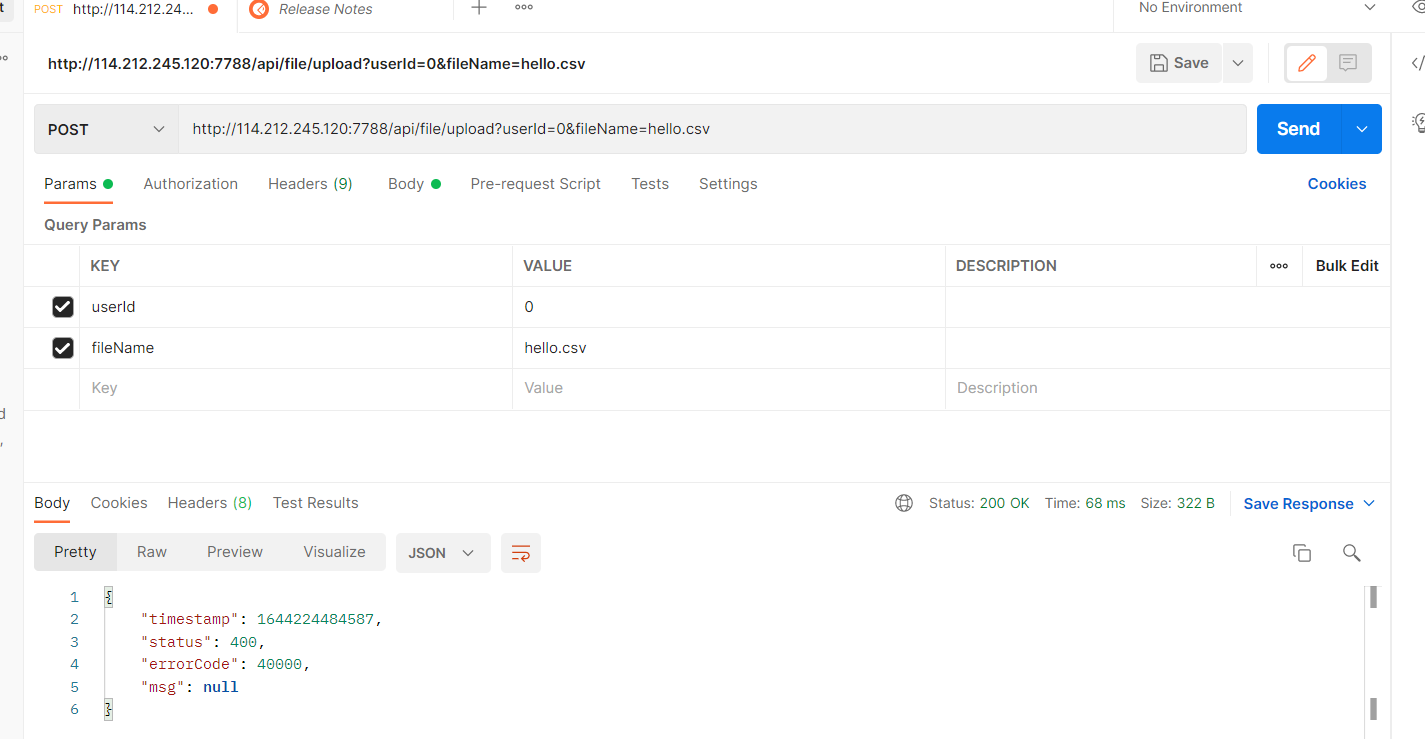 t POST http://114.212.24... Release Notes No Environment
http://114.212.245.120:7788/api/file/upload?userId=0&fileName=hello.csv Save </
POST http://114.212.245.120:7788/api/file/upload?userId=0&fileName=hello.csv Send
Params Authorization Headers (9) Body Pre-request Script Tests Settings Cookies
Query Params
KEY VALUE DESCRIPTION Bulk Edit
userId 0
fileName hello.csv
Key Value Description
d
,
Body Cookies Headers (8) Test Results Status: 200 OK Time: 68 ms Size: 322 B Save Response
Pretty Raw Preview Visualize JSON
1 {
2 "timestamp": 1644224484587,
3 "status": 400,
4 "errorCode": 40000,
5 "msg": null
6 }